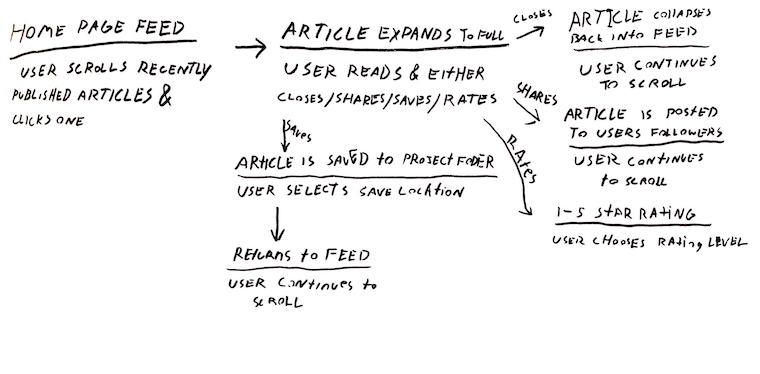 HOME PAGE FEED
USER SCROLLS RECENTLY
PUBLISHED ARTICLES &
CLICKS ONE
ARTICLE EXPANDS TO FULL
USER READS & EITHER
CLOSES/SHARES/SAVES/RATES
CLOSES
ARTICLE COLLAPSES
BACK INTO FEED
USER CONTINUES
TO SCROLL
SHARES
ARTICLE IS POSTED
TO USERS FOLLOWERS
USER CONTINUES
to SCROLL
RATES
1-5 STAR RATING
USER CHOOSES RATING LEVEL
SAVES
ARTICLE IS SAVED TO PROJECT FODER
USER SELECTS SAVE LOCATION
RETURNS to FEED
USER CONTINUES to
SCROLL